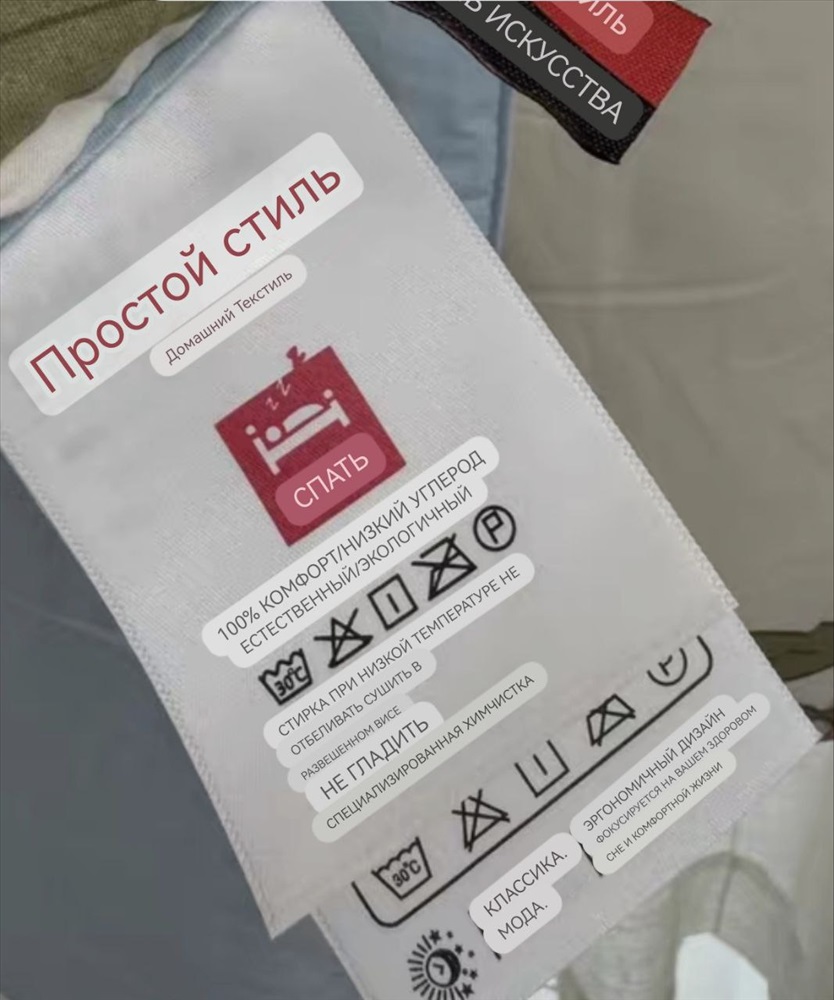 ИЛЬ
Ь ИСКУССТВА
Простой стиль
Домашний Текстиль
СПАТЬ
100% КОМФОРТ/НИЗКИЙ УГЛЕРОД
ЕСТЕСТВЕННЫЙ/ЭКОЛОГИЧНЫЙ
30°C
P
СТИРКА ПРИ НИЗКОЙ ТЕМПЕРАТУРЕ НЕ
ОТБЕЛИВАТЬ СУШИТЬ В
РАЗВЕШЕННОМ ВИСЕ
НЕ ГЛАДИТЬ
СПЕЦИАЛИЗИРОВАННАЯ ХИМЧИСТКА
30°C
P
ЭРГОНОМИЧНЫЙ ДИЗАЙН
ФОКУСИРУЕТСЯ НА ВАШЕМ ЗДОРОВОМ
СНЕ И КОМФОРТНОЙ ЖИЗНИ
КЛАССИКА.
МОДА.